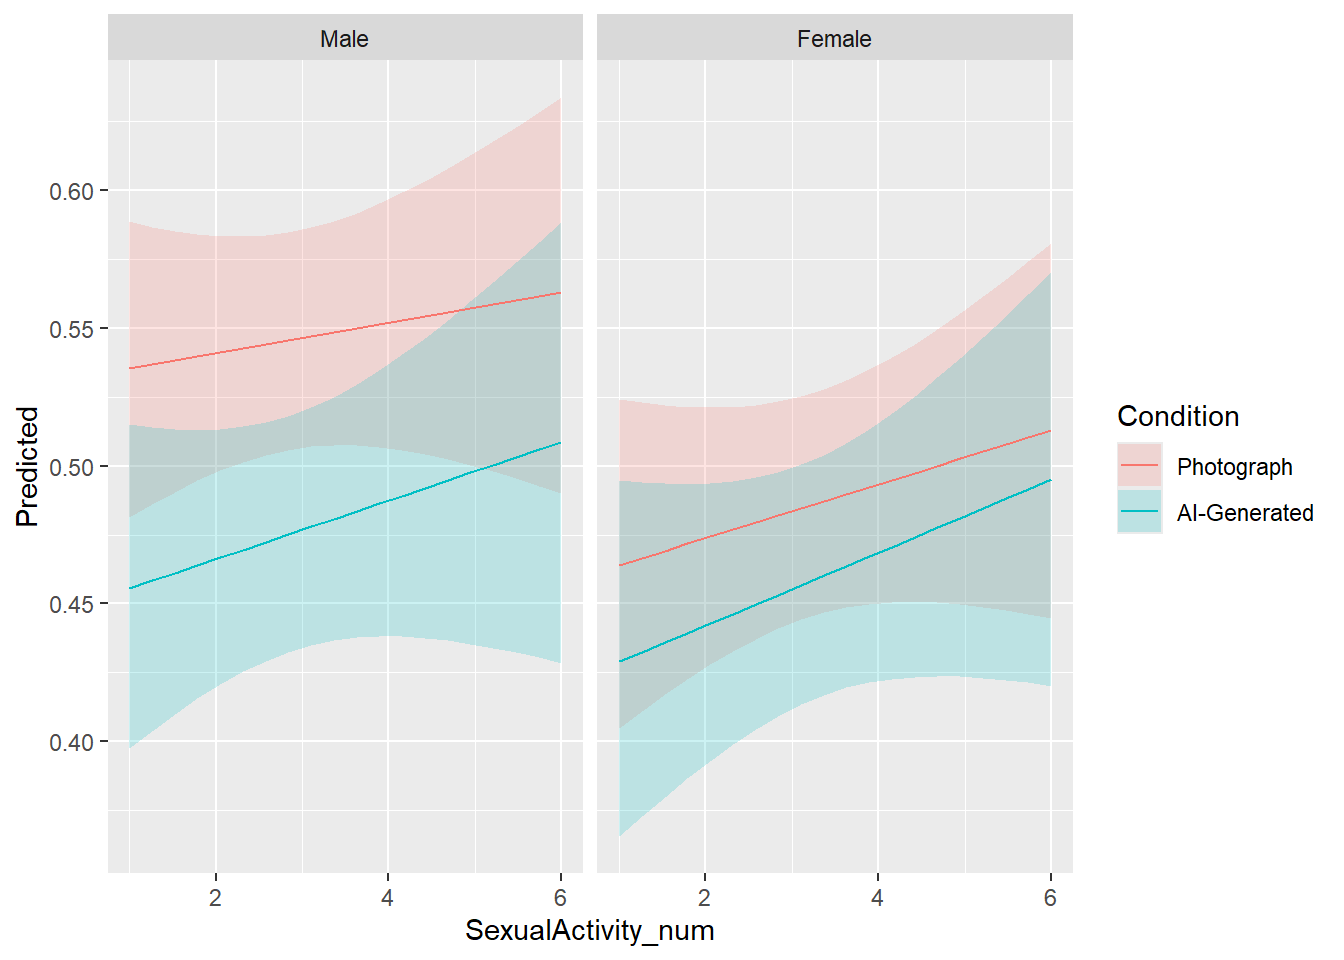 Male
Female
Predicted
0.60
0.55
0.50
0.45
0.40
2
4
6
2
4
6
SexualActivity_num
Condition
Photograph
AI-Generated